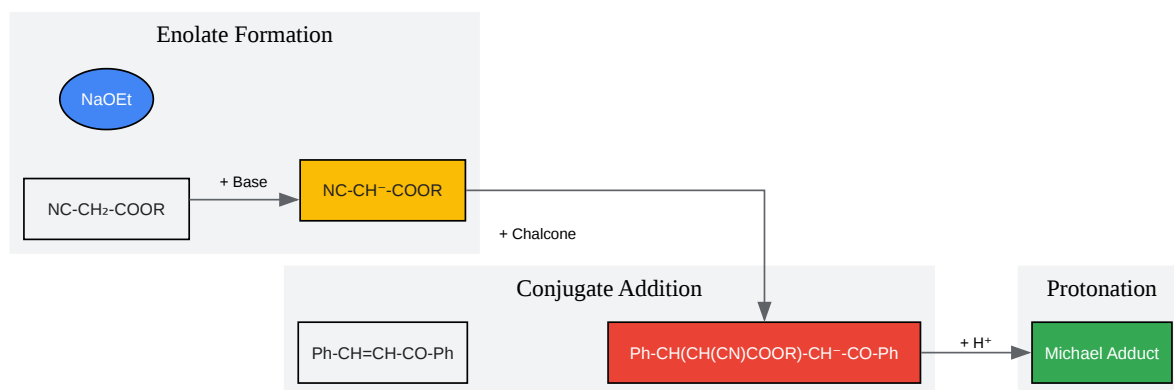 Enolate Formation
NaOEt
NC-CH₂-COOR
+ Base
NC-CH⁻-COOR
+ Chalcone
Conjugate Addition
Ph-CH=CH-CO-Ph
Ph-CH(CH(CN)COOR)-CH⁻-CO-Ph
+ H⁺
Protonation
Michael Adduct